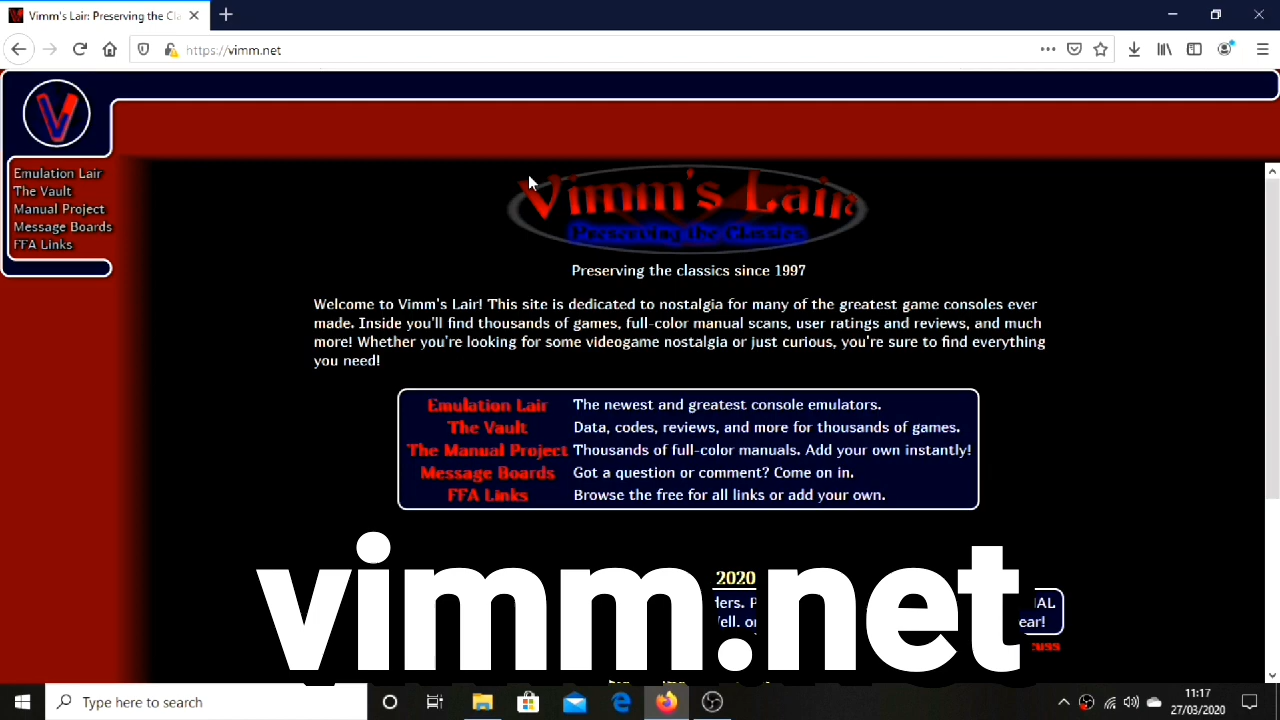 Vimm's Lair: Preserving the Cla
https://vimm.net
V
Emulation Lair
The Vault
Manual Project
Message Boards
FFA Links
Vimm's Lair
Preserving the Classics
Preserving the classics since 1997
Welcome to Vimm's Lair! This site is dedicated to nostalgia for many of the greatest game consoles ever
made. Inside you'll find thousands of games, full-color manual scans, user ratings and reviews, and much
more! Whether you're looking for some videogame nostalgia or just curious, you're sure to find everything
you need!
Emulation Lair The newest and greatest console emulators.
The Vault Data, codes, reviews, and more for thousands of games.
The Manual Project Thousands of full-color manuals. Add your own instantly!
Message Boards Got a question or comment? Come on in.
FFA Links Browse the free for all links or add your own.
2020
vimm.net
Type here to search
11:17
27/03/2020